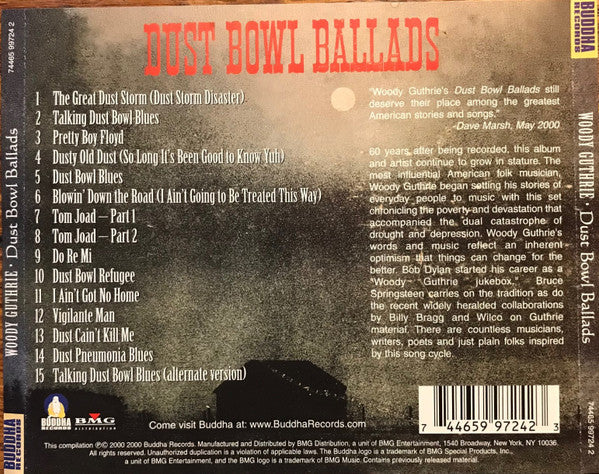 DUST BOWL BALLADS
1 The Great Dust Storm (Dust Storm Disaster)
2 Talking Dust Bowl Blues
3 Pretty Boy Floyd
4 Dusty Old Dust (So Long It's Been Good to Know Yuh)
5 Dust Bowl Blues
6 Blowin' Down the Road (I Ain't Going to Be Treated This Way)
7 Tom Joad—Part 1
8 Tom Joad—Part 2
9 Do Re Mi
10 Dust Bowl Refugee
11 I Ain't Got No Home
12 Vigilante Man
13 Dust Cain't Kill Me
14 Dust Pneumonia Blues
15 Talking Dust Bowl Blues (alternate version)
"Woody Guthrie's Dust Bowl Ballads still
deserve their place among the greatest
American stories and songs."
-Dave Marsh, May 2000
60 years after being recorded, this album
and artist continue to grow in stature. The
most influential American folk musician,
Woody Guthrie began setting his stories of
everyday people to music with this set
chronicling the poverty and devastation that
accompanied the dual catastrophe of
drought and depression. Woody Guthrie's
words and music reflect an inherent
optimism that things can change for the
better. Bob Dylan started his career as a
"Woody Guthrie jukebox," Bruce
Springsteen carries on the tradition as do
the recent widely heralded collaborations
by Billy Bragg and Wilco on Guthrie
material. There are countless musicians,
writers, poets and just plain folks inspired
by this song cycle.
BUDDHA
RECORDS
BMG
DISTRIBUTION
Come visit Buddha at: www.BuddhaRecords.com
7 44659 97242 3
This compilation ℗© 2000 2000 Buddha Records. Manufactured and Distributed by BMG Distribution, a unit of BMG Entertainment, 1540 Broadway, New York, NY 10036.
All rights reserved. Unauthorized duplication is a violation of applicable laws. The Buddha logo is a trademark of BMG Special Products, Inc.,
a unit of BMG Entertainment, and the BMG logo is a trademark of BMG Music. Contains previously released material.
74465 99724 2
WOODY GUTHRIE • Dust Bowl Ballads
BUDDHA
RECORDS
BUDDHA
RECORDS
WOODY GUTHRIE • Dust Bowl Ballads
74465 99724 2